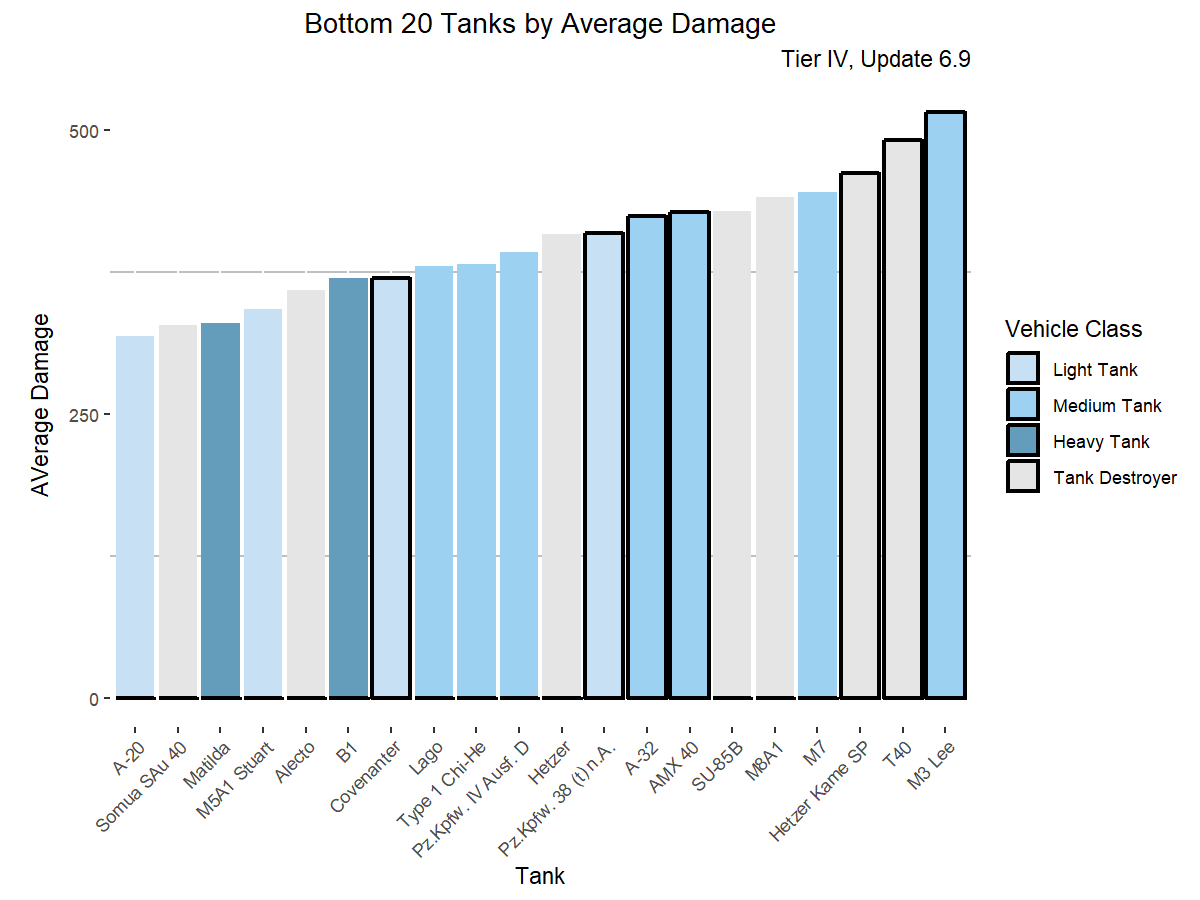 Bottom 20 Tanks by Average Damage
Tier IV, Update 6.9
500
250
0
AVerage Damage
A-20
Somua SAu 40
Matilda
M5A1 Stuart
Alecto
B1
Covenanter
Lago
Type 1 Chi-He
Pz.Kpfw. IV Ausf. D
Hetzer
Pz.Kpfw. 38 (t) n.A.
A-32
AMX 40
SU-85B
M8A1
M7
Hetzer Kame SP
T40
M3 Lee
Tank
Vehicle Class
Light Tank
Medium Tank
Heavy Tank
Tank Destroyer